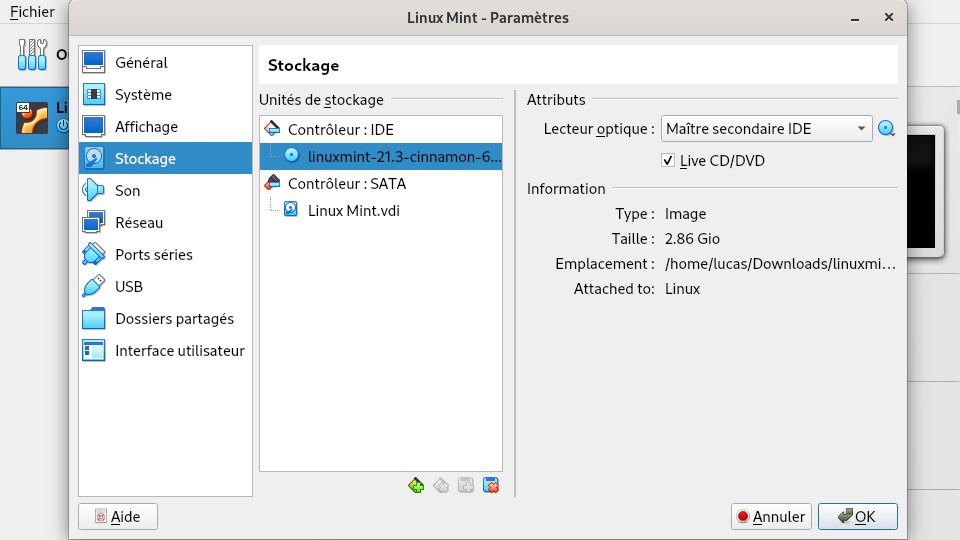 Linux Mint - Paramètres
Fichier
64
Général
Système
Affichage
Stockage
Son
Réseau
Ports séries
USB
Dossiers partagés
Interface utilisateur
Stockage
Unités de stockage
Contrôleur : IDE
linuxmint-21.3-cinnamon-6...
Contrôleur : SATA
Linux Mint.vdi
Attributs
Lecteur optique : Maître secondaire IDE
Live CD/DVD
Information
Type : Image
Taille : 2.86 Gio
Emplacement : /home/lucas/Downloads/linuxmi...
Attached to: Linux
Aide
Annuler
OK